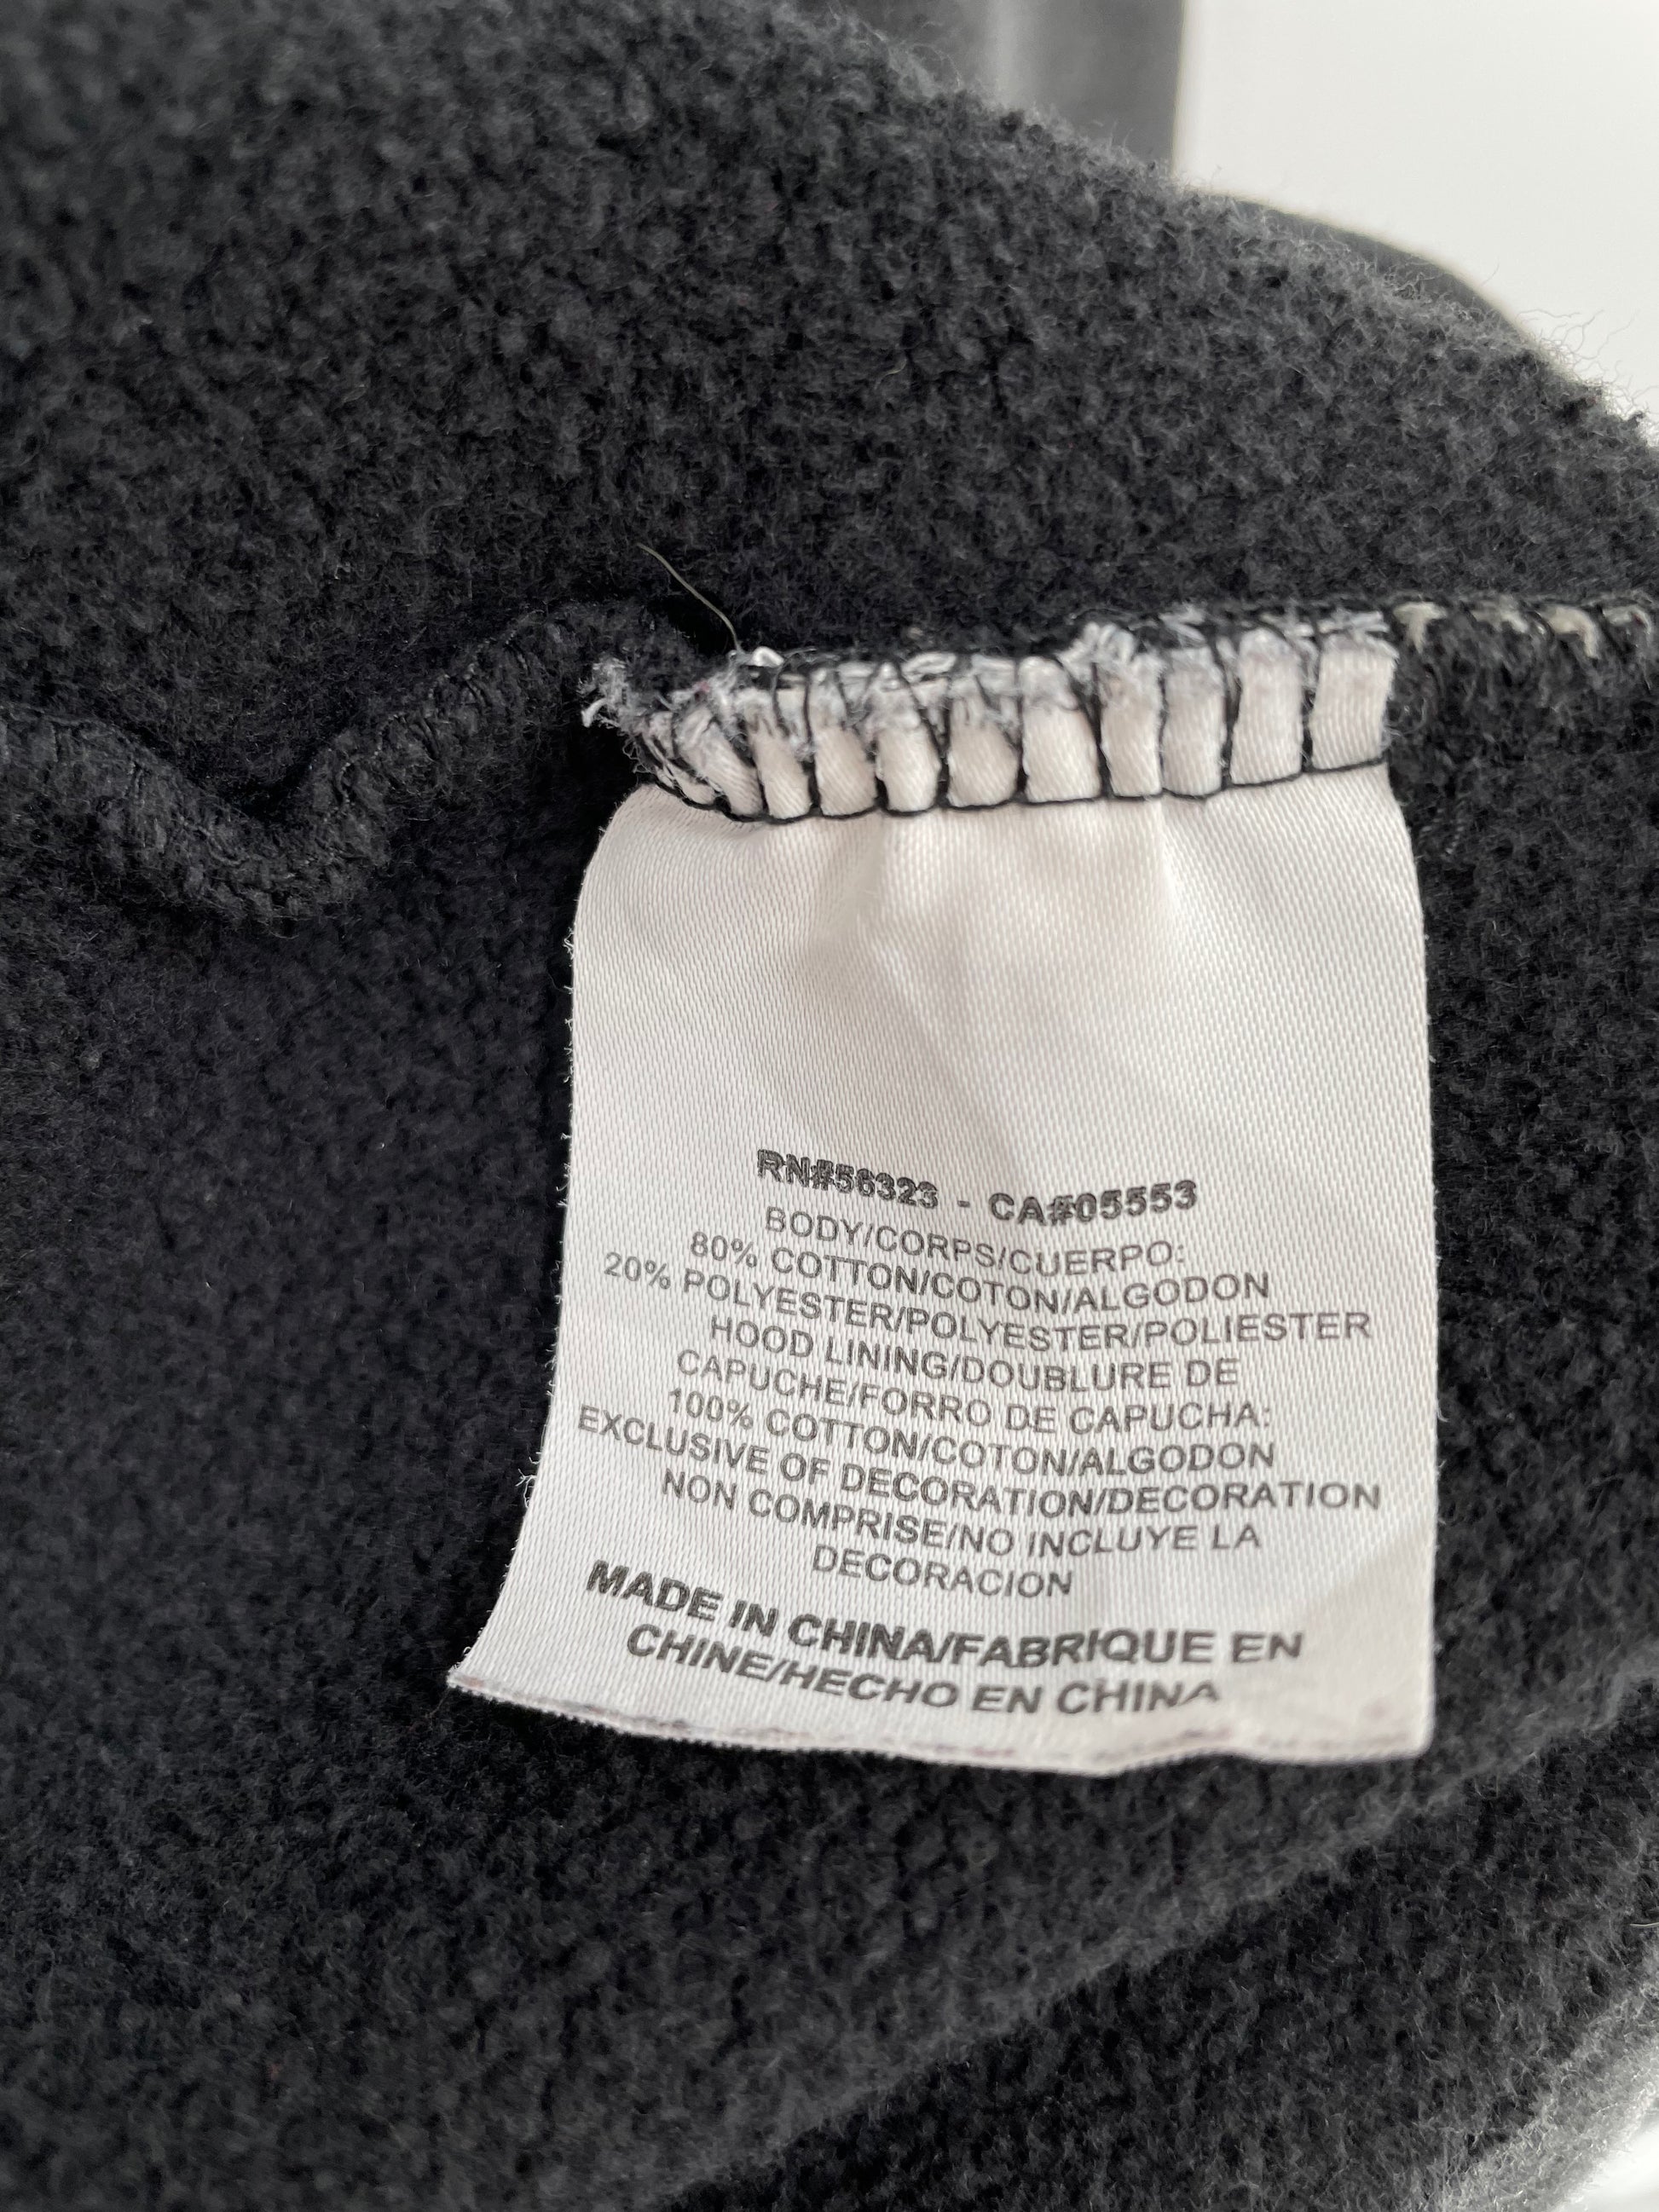 RN#56323 - CA#05553
BODY/CORPS/CUERPO:
80% COTTON/COTON/ALGODON
20% POLYESTER/POLYESTER/POLIESTER
HOOD LINING/DOUBLURE DE
CAPUCHE/FORRO DE CAPUCHA:
100% COTTON/COTON/ALGODON
EXCLUSIVE OF DECORATION/DECORATION
NON COMPRISE/NO INCLUYE LA
DECORACION
MADE IN CHINA/FABRIQUE EN
CHINE/HECHO EN CHINA